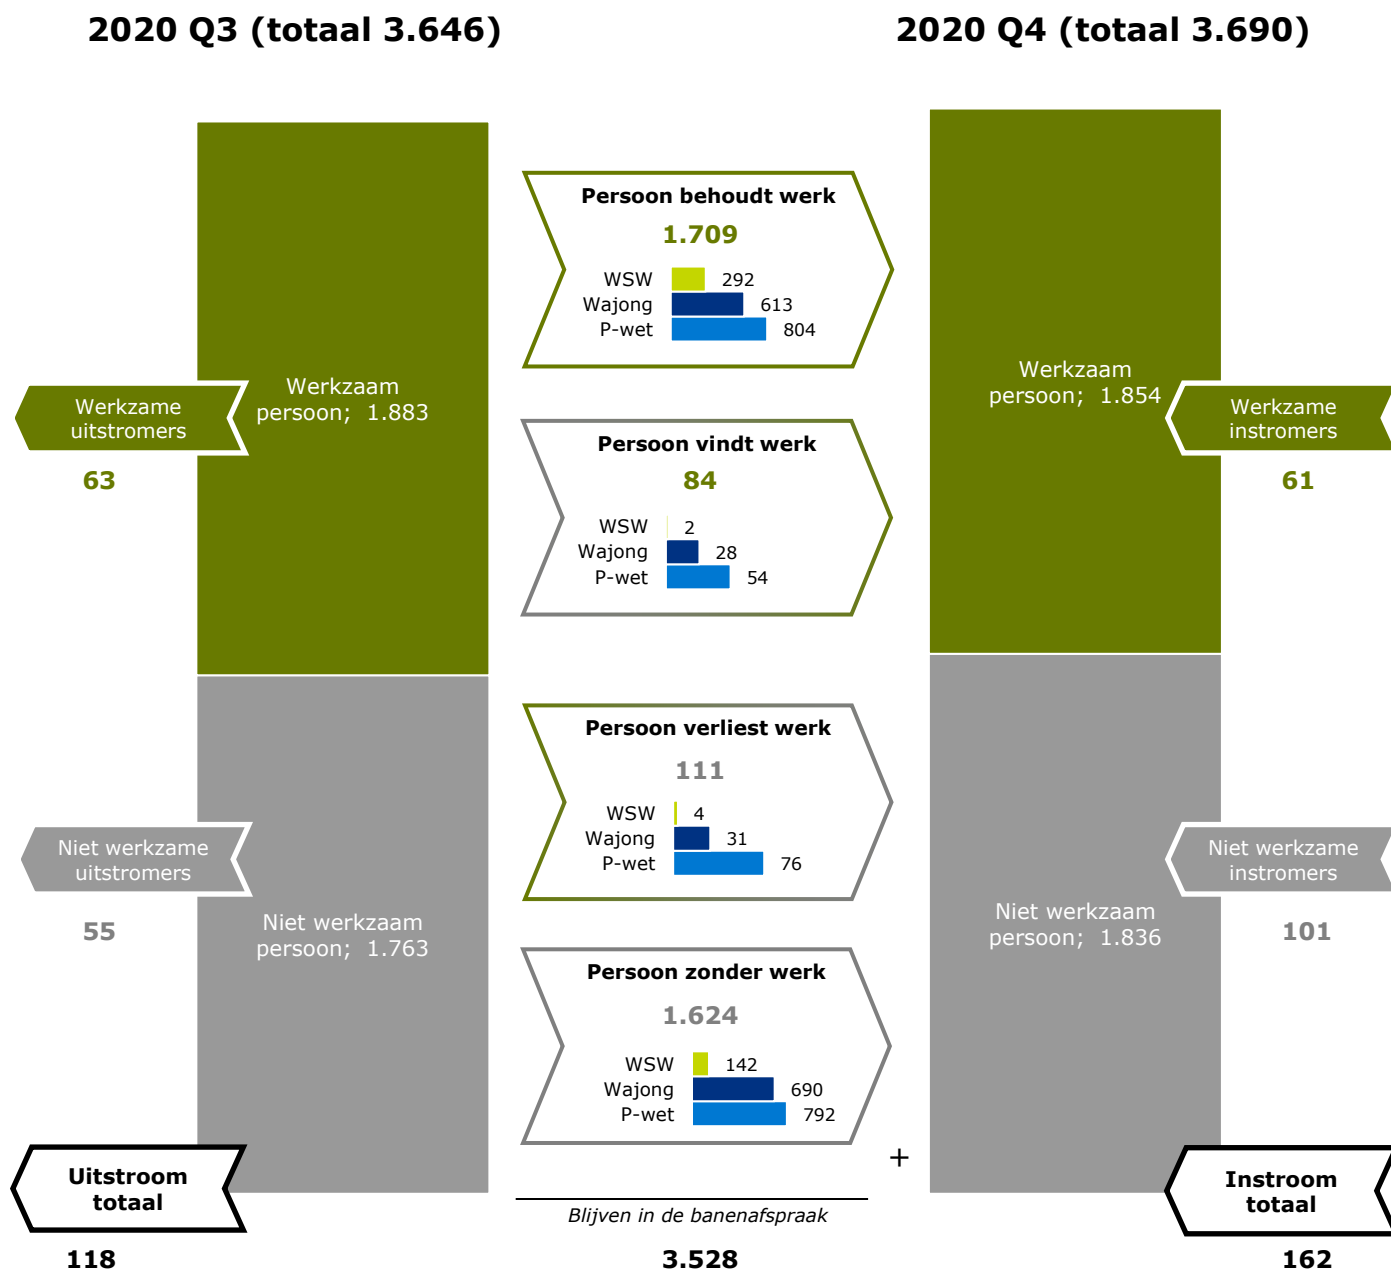 2020 Q3 (totaal 3.646)
2020 Q4 (totaal 3.690)
Werkzaam
persoon; 1.883
Werkzame
uitstromers
63
Niet werkzaam
persoon; 1.763
Niet werkzame
uitstromers
55
Uitstroom
totaal
118
Persoon behoudt werk
1.709
WSW 292
Wajong 613
P-wet 804
Persoon vindt werk
84
WSW 2
Wajong 28
P-wet 54
Persoon verliest werk
111
WSW 4
Wajong 31
P-wet 76
Persoon zonder werk
1.624
WSW 142
Wajong 690
P-wet 792
+
Blijven in de banenafspraak
3.528
Werkzaam
persoon; 1.854
Werkzame
instromers
61
Niet werkzaam
persoon; 1.836
Niet werkzame
instromers
101
Instroom
totaal
162